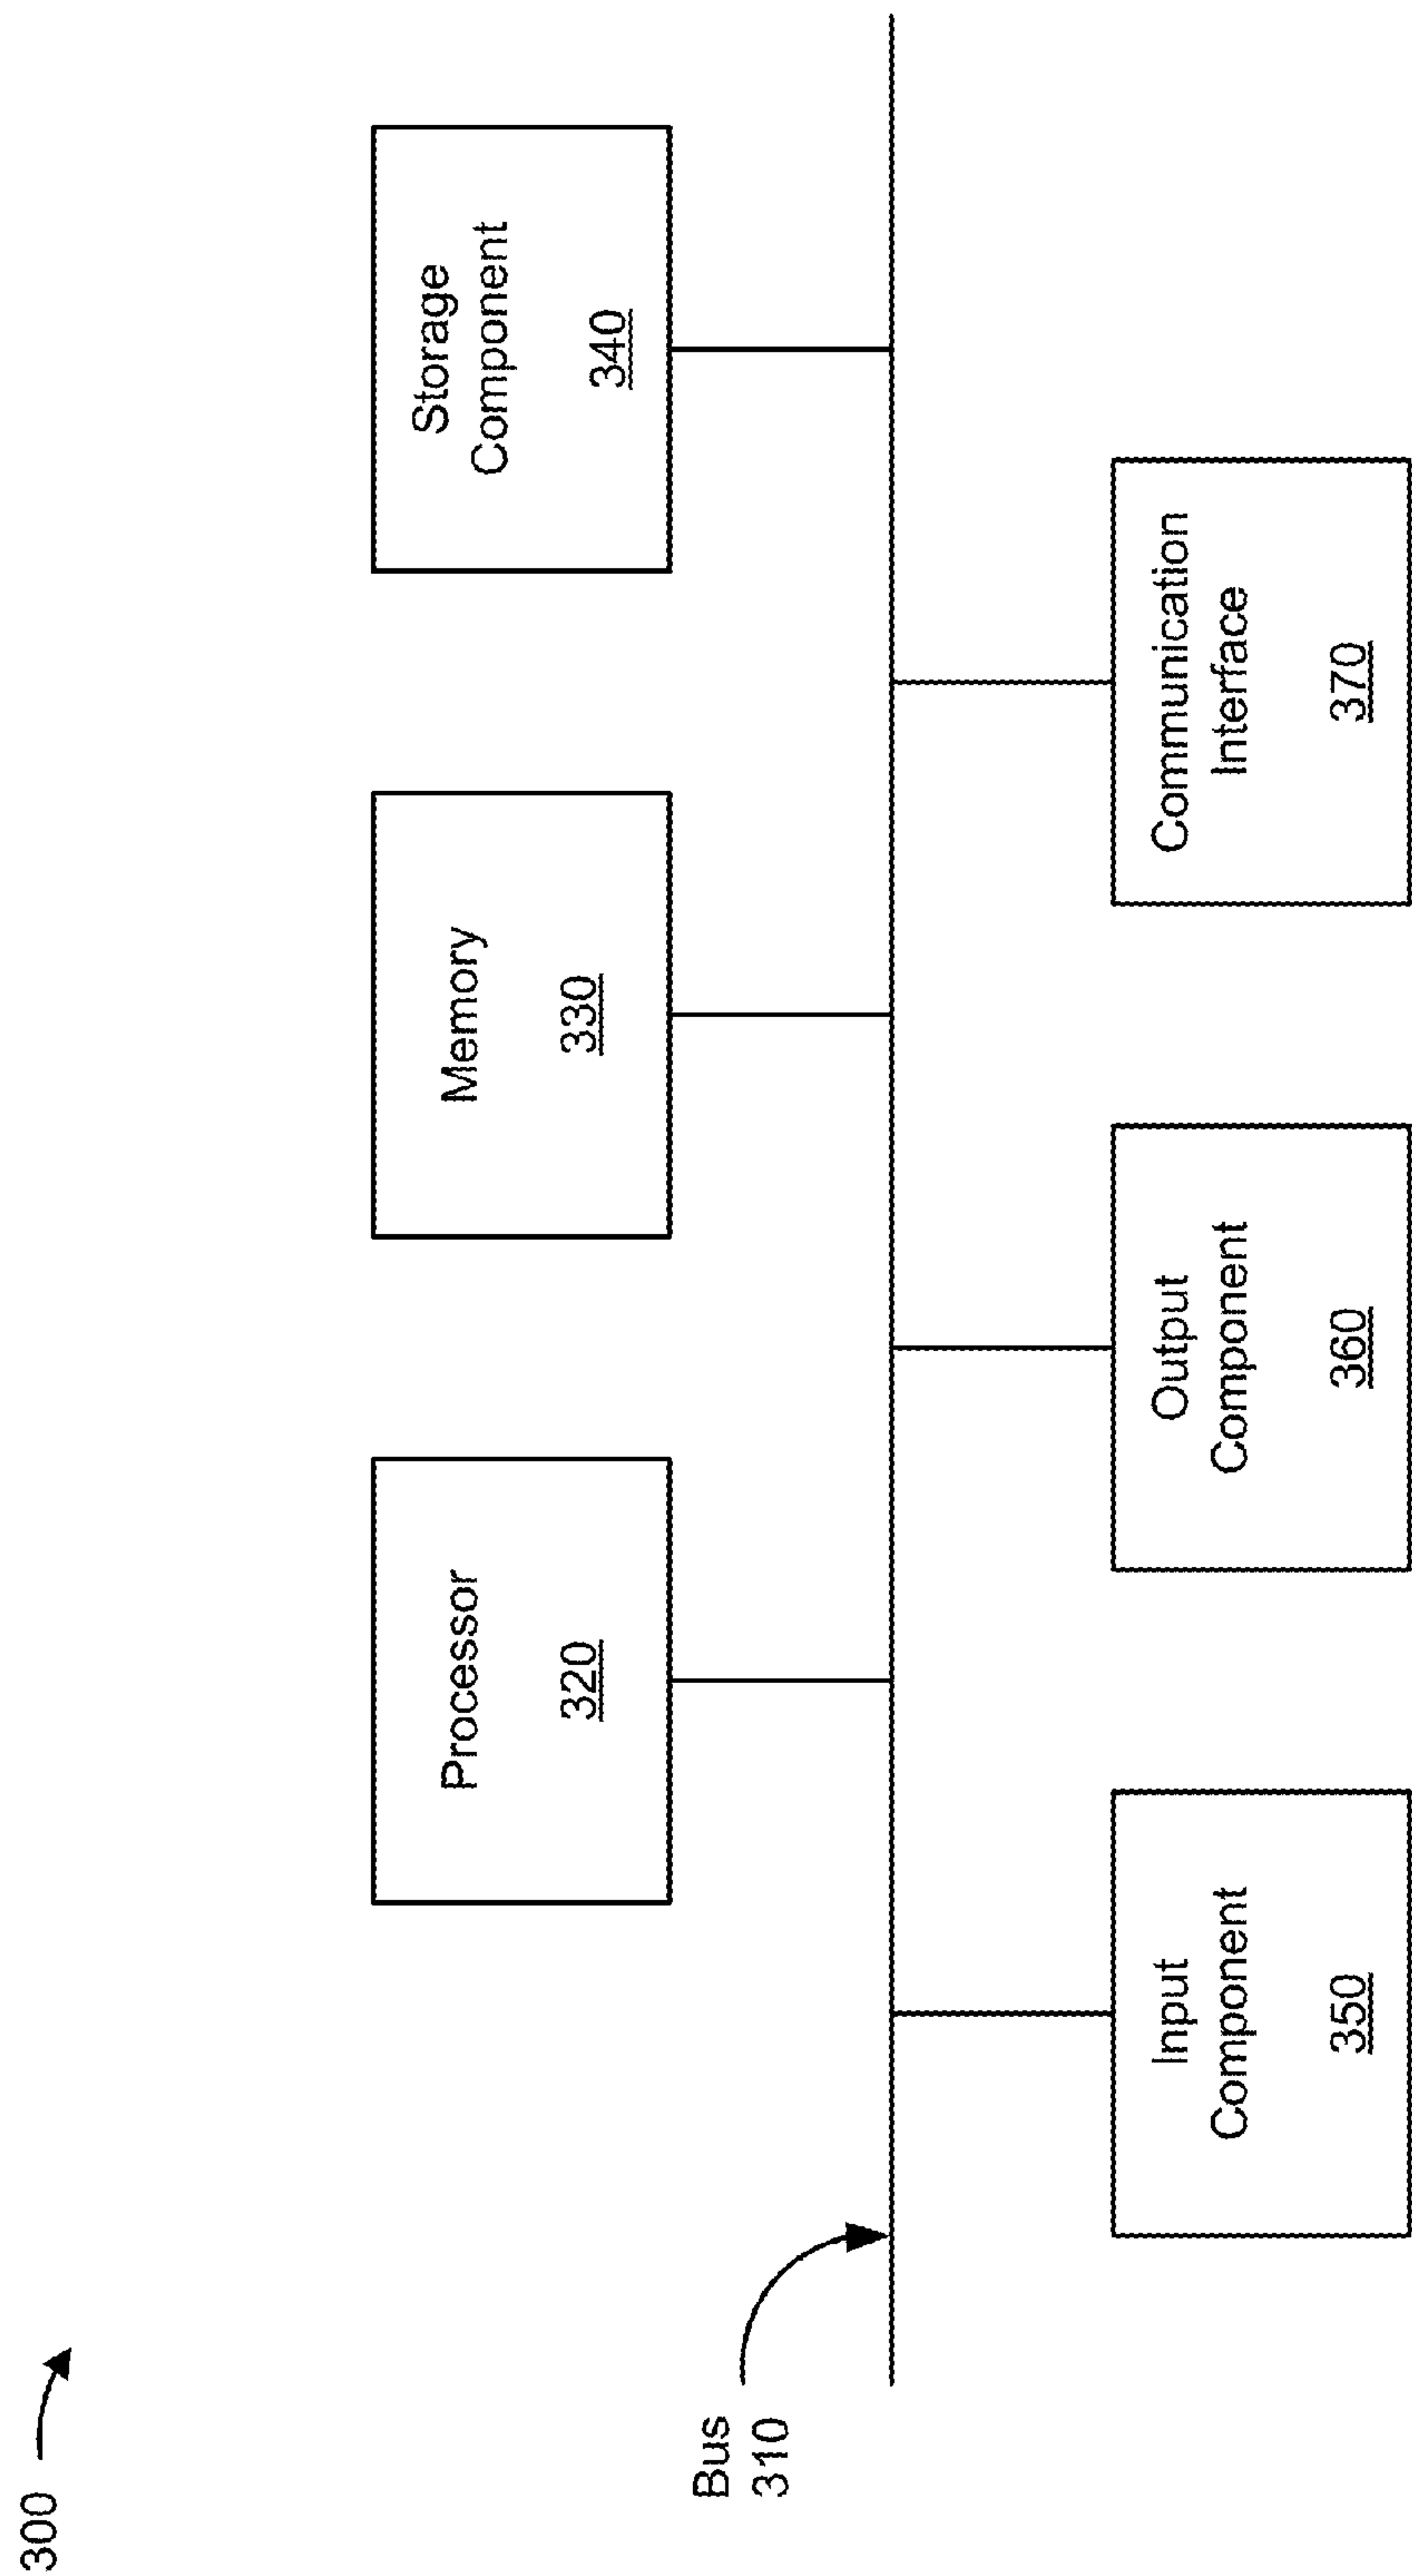 300
Processor
320
Memory
330
Storage
Component
340
Bus
310
Input
Component
350
Output
Component
360
Communication
Interface
370